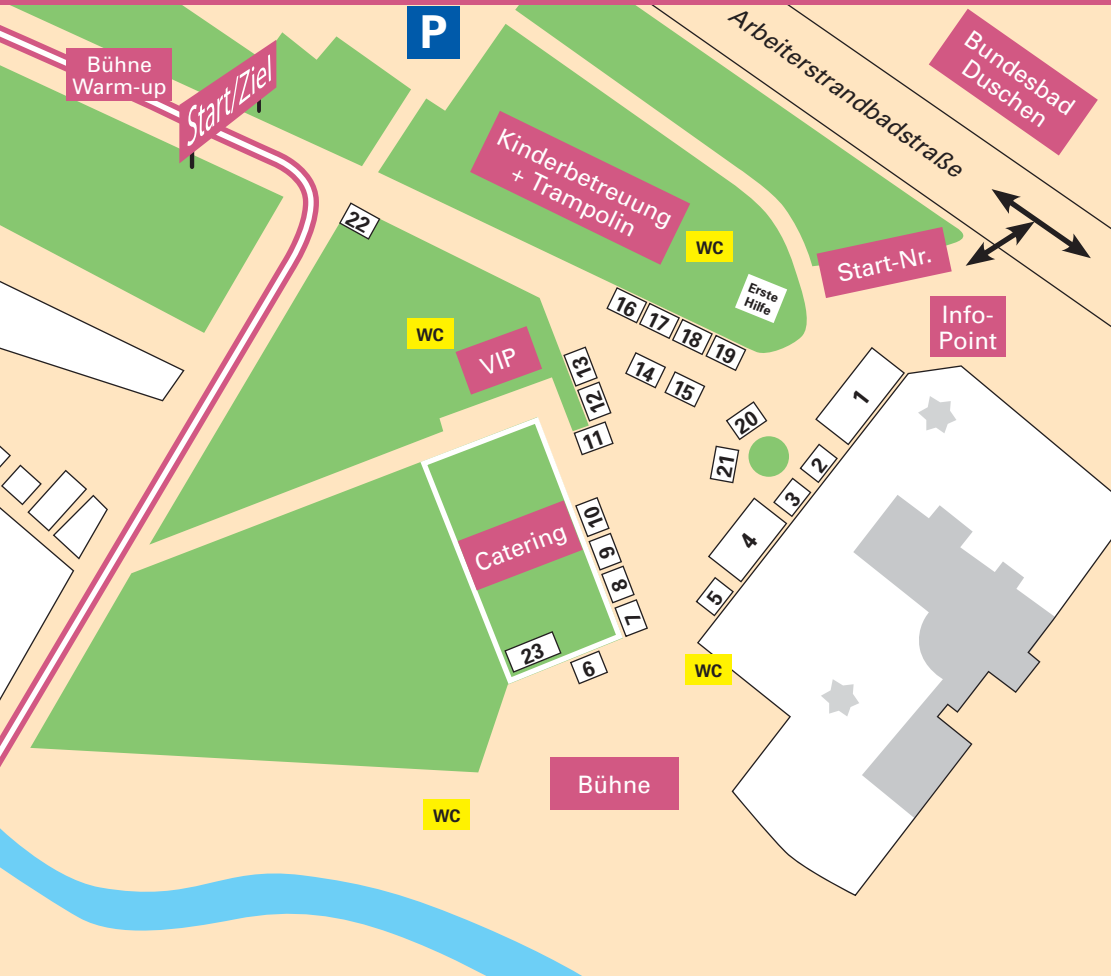 P
Arbeiterstrandbadstraße
Bundesbad
Duschen
Bühne
Warm-up
Start/Ziel
Kinderbetreuung
+ Trampolin
22
WC
Start-Nr.
Erste
Hilfe
16
17
18
19
Info-
Point
WC
VIP
13
12
11
14
15
20
21
1
2
3
4
5
10
9
8
7
Catering
23
6
WC
Bühne
WC